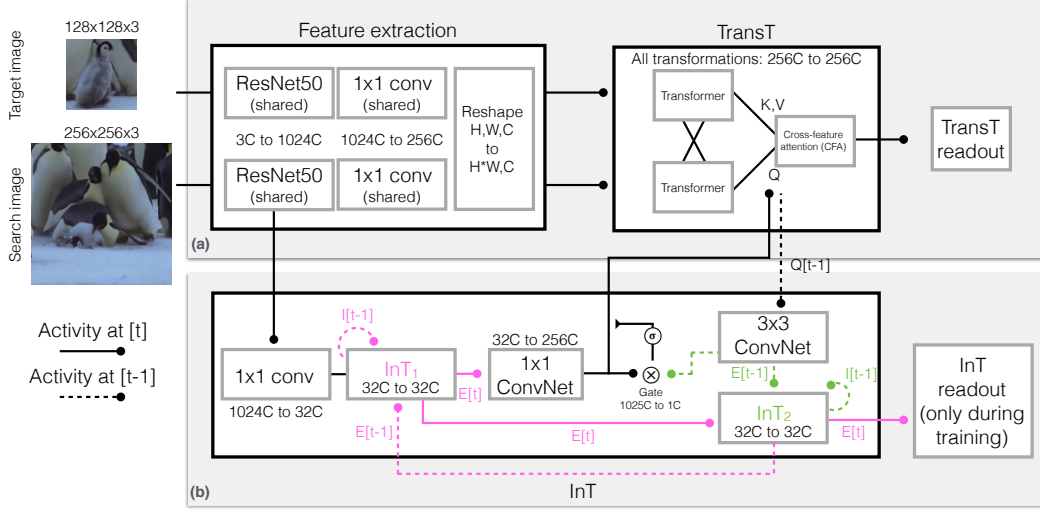 Target image
128x128x3
256x256x3
Search image
Activity at [t]
Activity at [t-1]
Feature extraction
ResNet50
(shared)
1x1 conv
(shared)
3C to 1024C
1024C to 256C
ResNet50
(shared)
1x1 conv
(shared)
Reshape
H,W,C
to
H*W,C
(a)
TransT
All transformations: 256C to 256C
Transformer
Transformer
K,V
Q
Cross-feature
attention (CFA)
TransT
readout
Q[t-1]
1x1 conv
1024C to 32C
I[t-1]
InT1
32C to 32C
E[t]
32C to 256C
1x1
ConvNet
σ
Gate
1025C to 1C
3x3
ConvNet
E[t-1]
I[t-1]
InT2
32C to 32C
E[t]
E[t]
E[t-1]
InT
readout
(only during
training)
(b)
InT